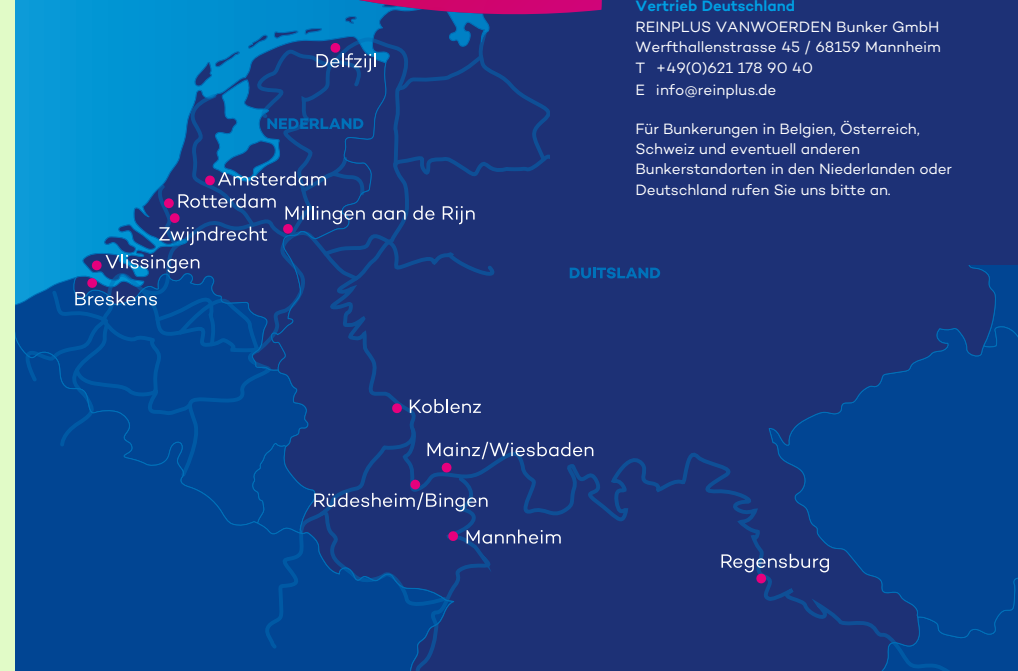 Vertrieb Deutschland
REINPLUS VANWOERDEN Bunker GmbH
Werfthallenstrasse 45 / 68159 Mannheim
T +49(0)621 178 90 40
E info@reinplus.de
Für Bunkerungen in Belgien, Österreich,
Schweiz und eventuell anderen
Bunkerstandorten in den Niederlanden oder
Deutschland rufen Sie uns bitte an.
Delfzijl
NEDERLAND
Amsterdam
Rotterdam
Millingen aan de Rijn
Zwijndrecht
Vlissingen
DUITSLAND
Breskens
Koblenz
Mainz/Wiesbaden
Rüdesheim/Bingen
Mannheim
Regensburg